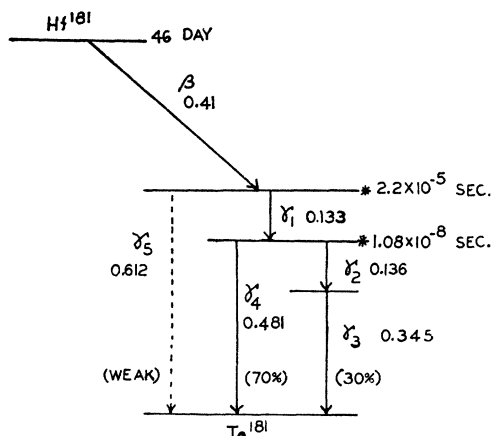 Hf¹⁸¹
46 DAY
β
0.41
* 2.2×10⁻⁵ SEC.
γ₁ 0.133
* 1.08×10⁻⁸ SEC.
γ₅
0.612
γ₂ 0.136
γ₄
0.481
γ₃ 0.345
(WEAK)
(70%)
(30%)
Ta¹⁸¹